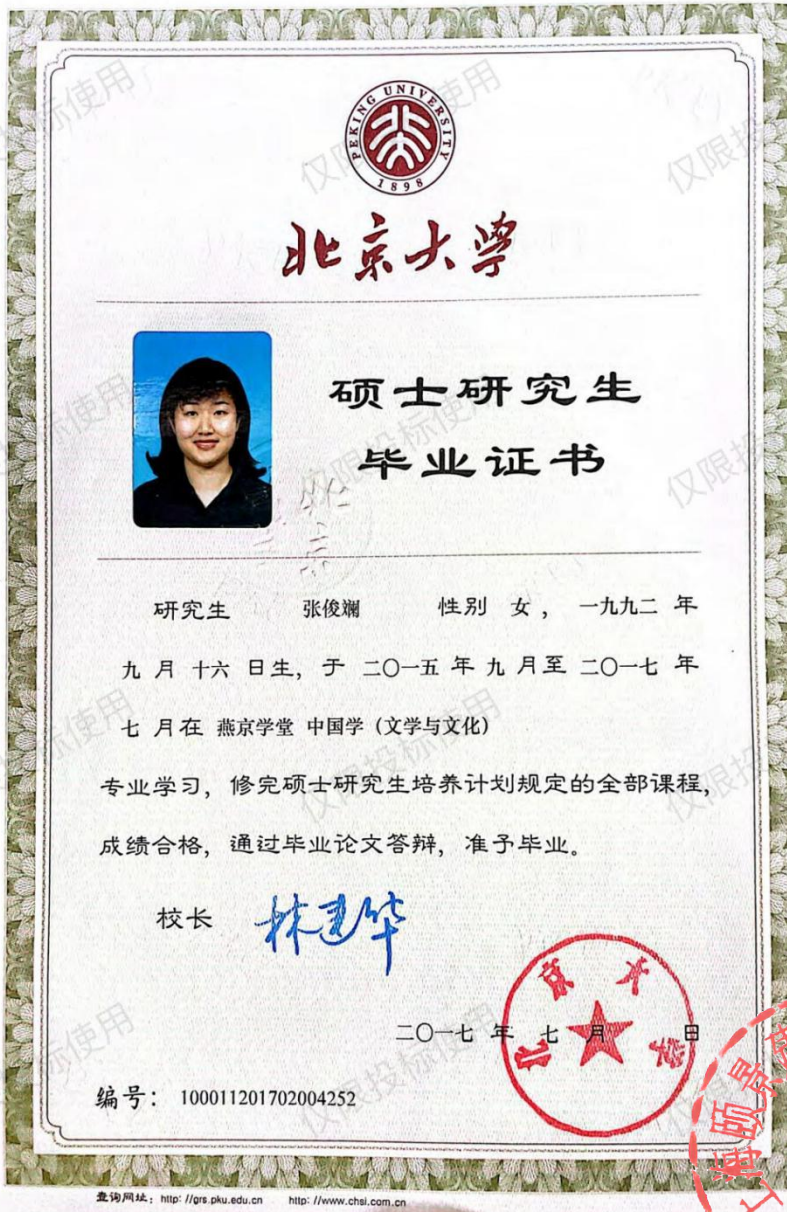 PEKING UNIVERSITY
1898
北京大学
硕士研究生
毕业证书
研究生 张俊斓 性别 女, 一九九二 年
九 月 十六 日生, 于 二〇一五 年 九 月至 二〇一七 年
七 月在 燕京学堂 中国学（文学与文化）
专业学习, 修完硕士研究生培养计划规定的全部课程,
成绩合格, 通过毕业论文答辩, 准予毕业。
校长 林建华
北京大学
二〇一七 年 七 月 日
编号: 100011201702004252
查询网址: http://grs.pku.edu.cn http://www.chsi.com.cn
仅限投标使用